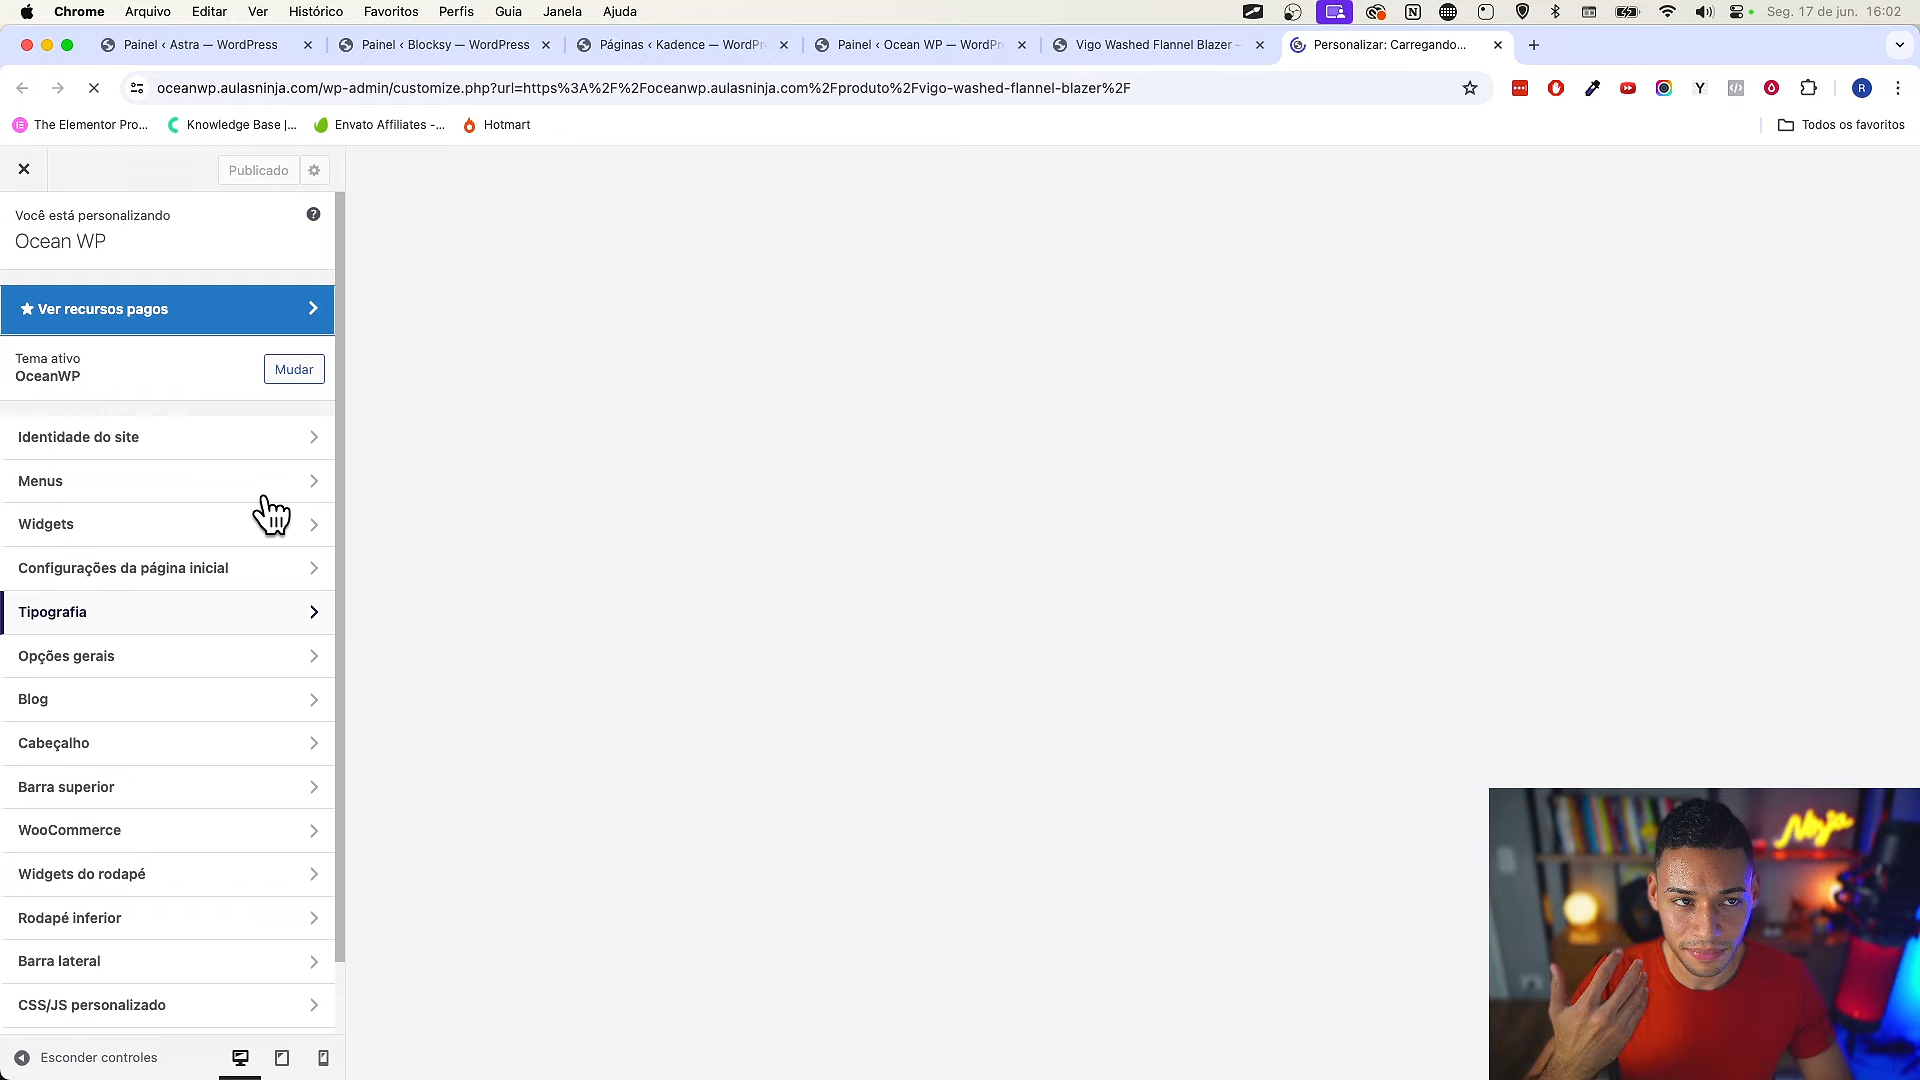 Chrome Arquivo Editar Ver Histórico Favoritos Perfis Guia Janela Ajuda Seg. 17 de jun. 16:02
Painel ‹ Astra — WordPress Painel ‹ Blocksy — WordPress Páginas ‹ Kadence — WordPr Painel ‹ Ocean WP — WordPr Vigo Washed Flannel Blazer – Personalizar: Carregando...
oceanwp.aulasninja.com/wp-admin/customize.php?url=https%3A%2F%2Foceanwp.aulasninja.com%2Fproduto%2Fvigo-washed-flannel-blazer%2F
The Elementor Pro... Knowledge Base |... Envato Affiliates -... Hotmart Todos os favoritos
Publicado
Você está personalizando
Ocean WP
Ver recursos pagos
Tema ativo
OceanWP
Mudar
Identidade do site
Menus
Widgets
Configurações da página inicial
Tipografia
Opções gerais
Blog
Cabeçalho
Barra superior
WooCommerce
Widgets do rodapé
Rodapé inferior
Barra lateral
CSS/JS personalizado
Esconder controles
Ninja